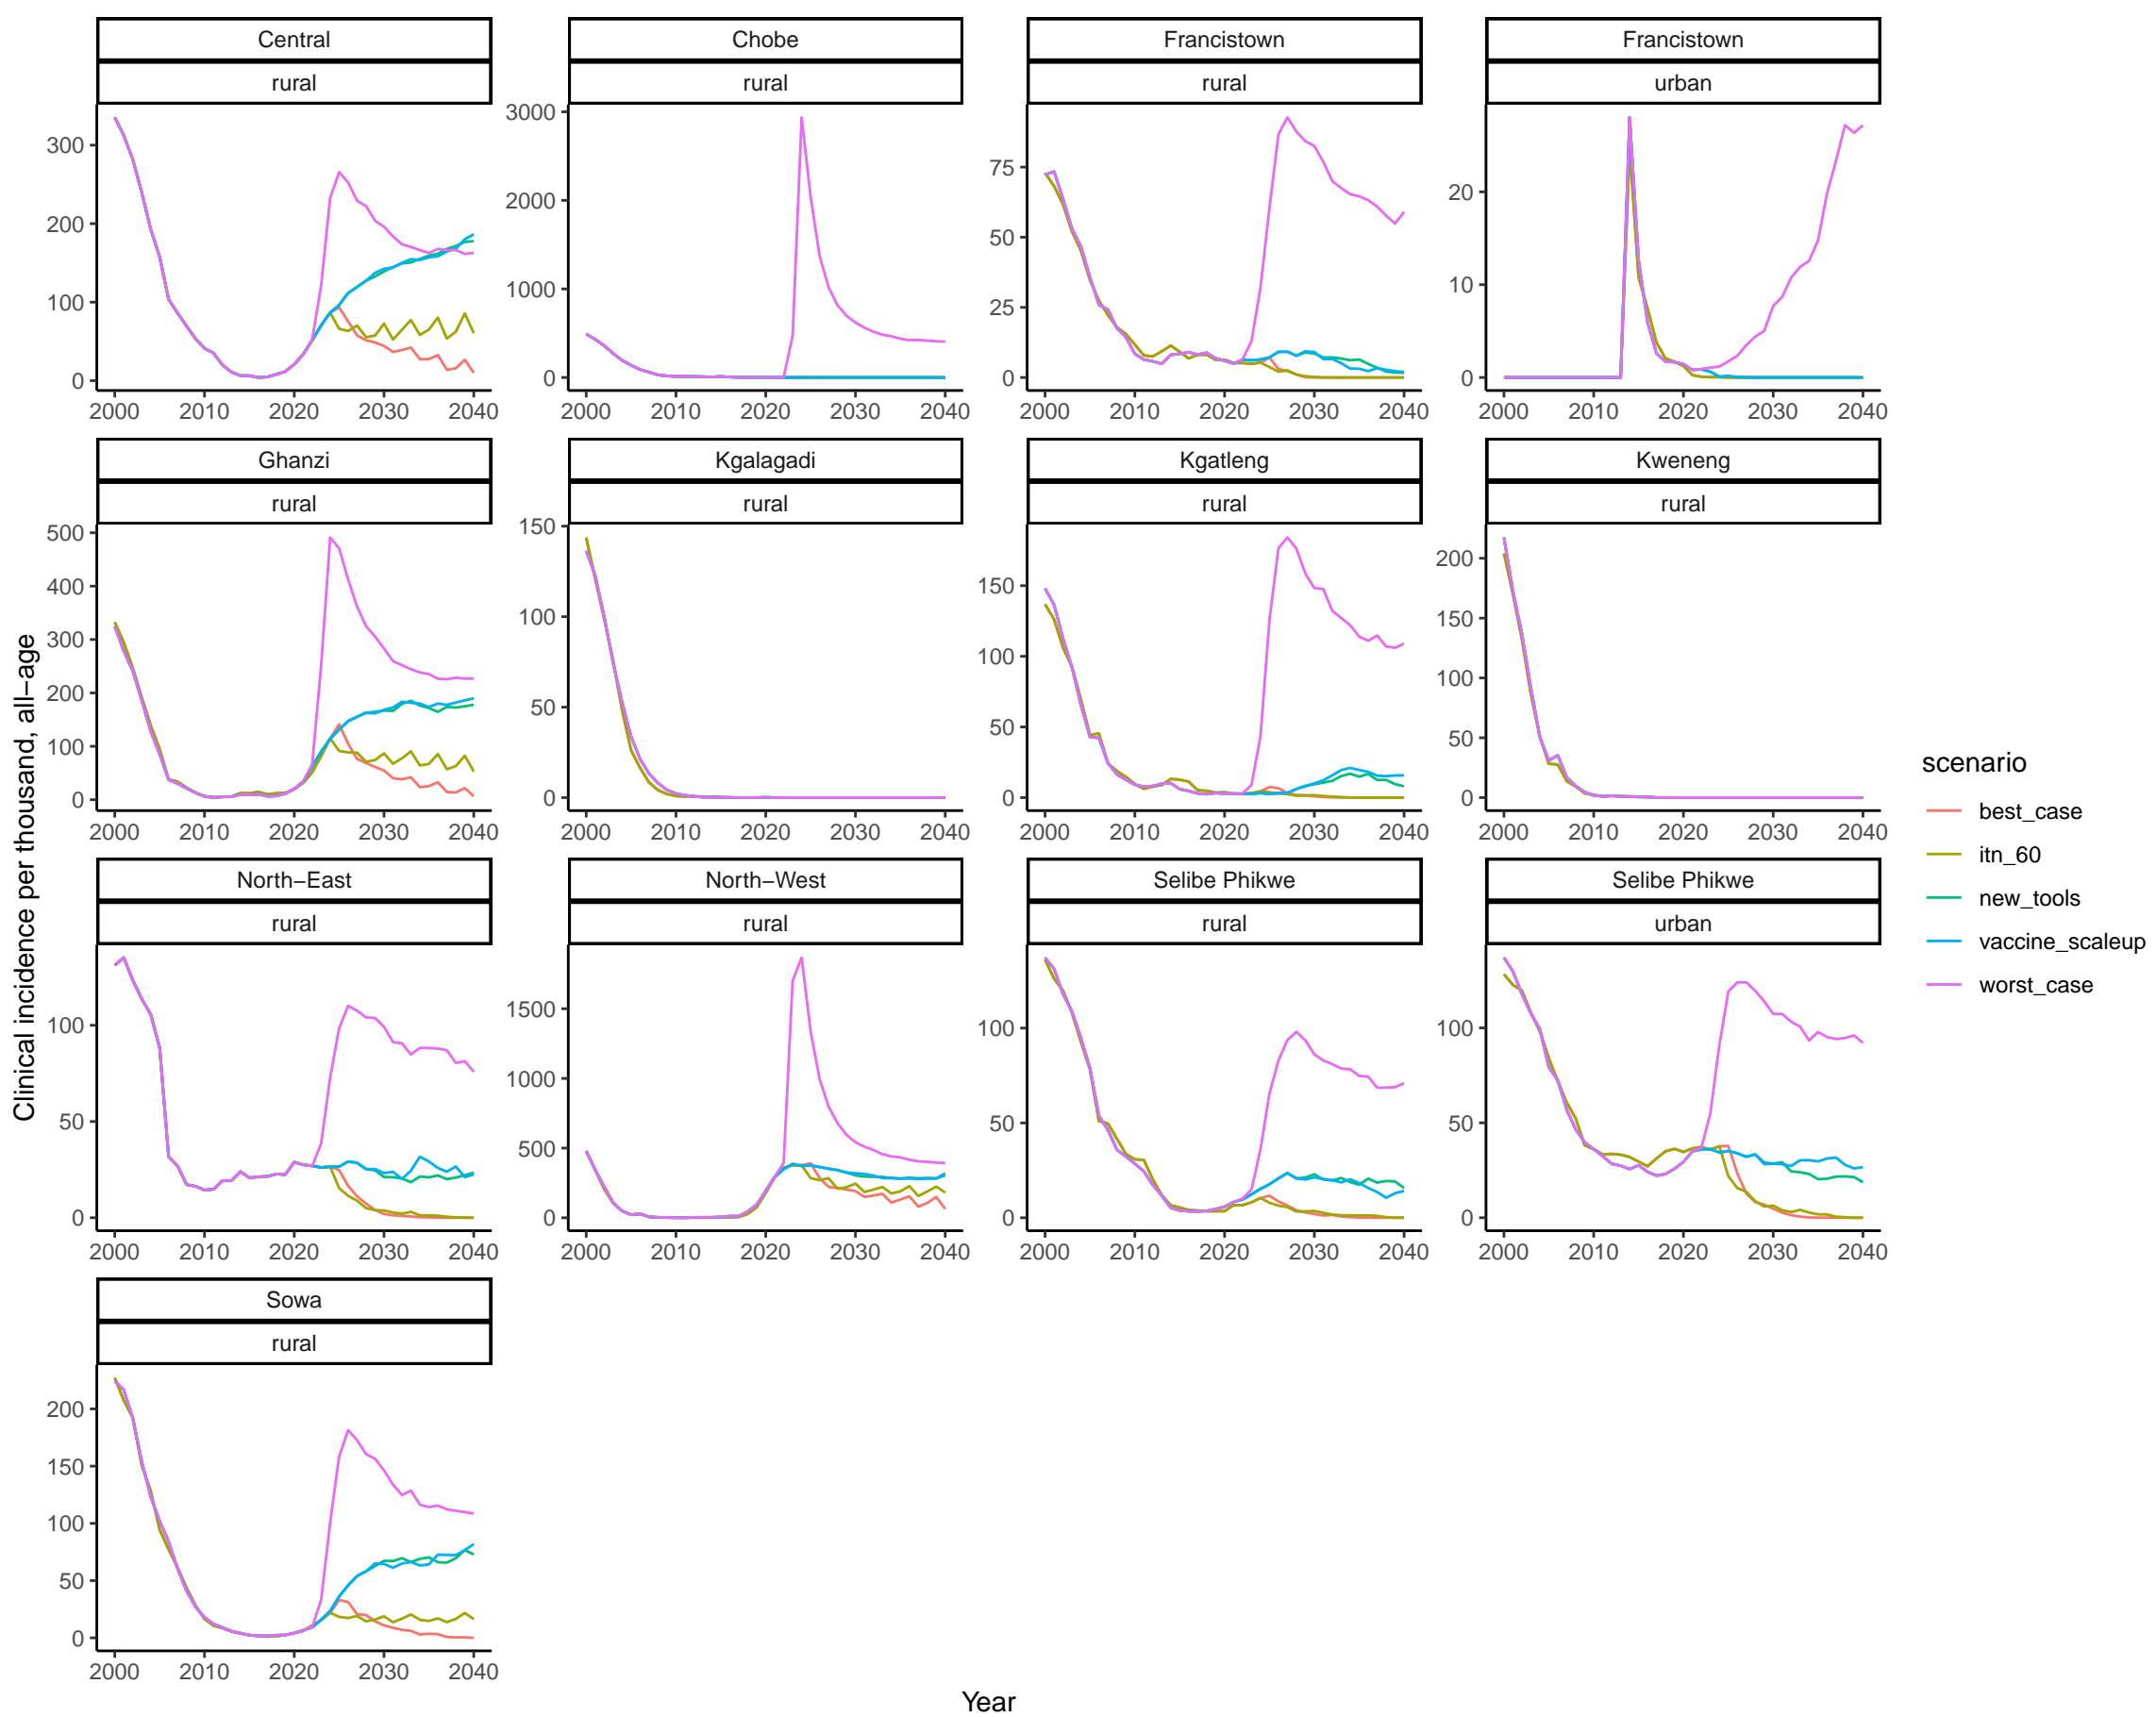 Central
rural
300
200
100
0
2000 2010 2020 2030 2040
Chobe
rural
3000
2000
1000
0
2000 2010 2020 2030 2040
Francistown
rural
75
50
25
0
2000 2010 2020 2030 2040
Francistown
urban
20
10
0
2000 2010 2020 2030 2040
Ghanzi
rural
500
400
300
200
100
0
2000 2010 2020 2030 2040
Kgalagadi
rural
150
100
50
0
2000 2010 2020 2030 2040
Kgatleng
rural
150
100
50
0
2000 2010 2020 2030 2040
Kweneng
rural
200
150
100
50
0
2000 2010 2020 2030 2040
North−East
rural
100
50
0
2000 2010 2020 2030 2040
North−West
rural
1500
1000
500
0
2000 2010 2020 2030 2040
Selibe Phikwe
rural
100
50
0
2000 2010 2020 2030 2040
Selibe Phikwe
urban
100
50
0
2000 2010 2020 2030 2040
Sowa
rural
200
150
100
50
0
2000 2010 2020 2030 2040
Clinical incidence per thousand, all−age
Year
scenario
best_case
itn_60
new_tools
vaccine_scaleup
worst_case